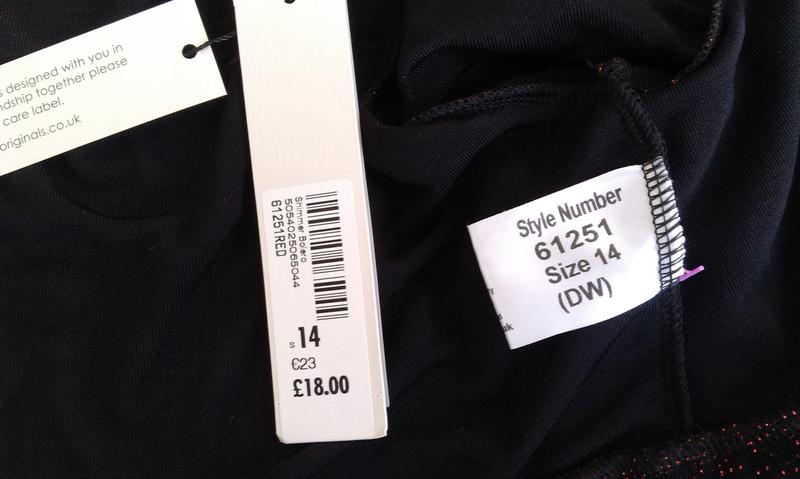 s designed with you in
ndship together please
care label.
originals.co.uk
Shimmer Bolero
5054025065044
61251RED
s 14
€23
£18.00
Style Number
61251
Size 14
(DW)
uk